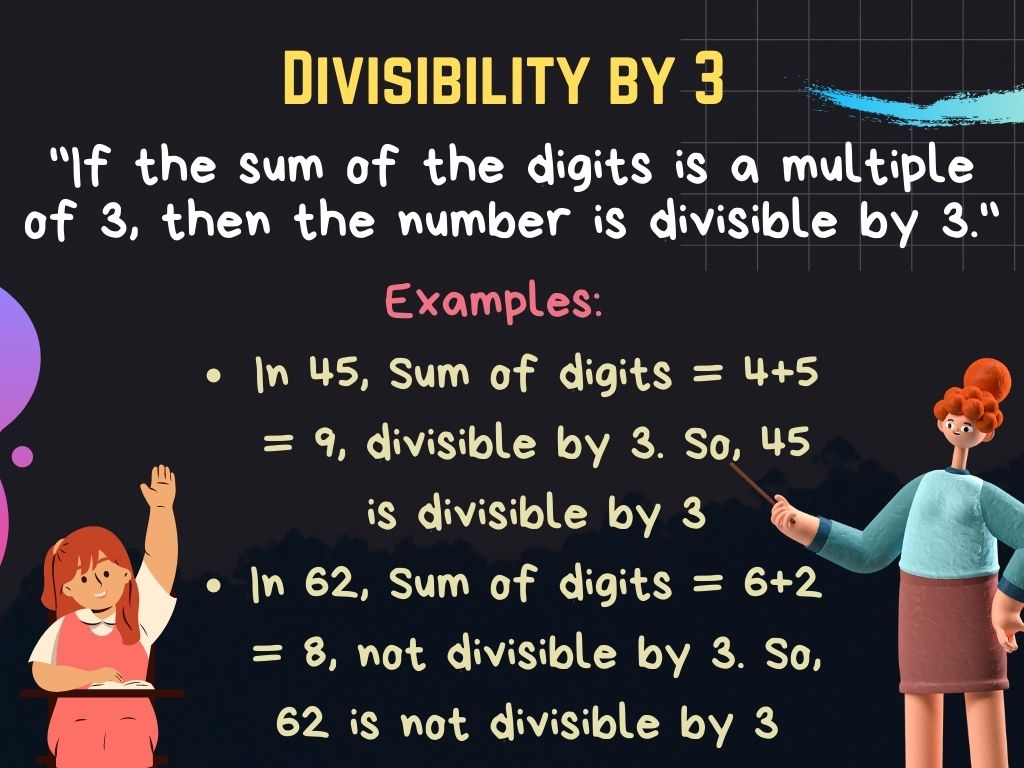 Divisibility by 3
"If the sum of the digits is a multiple
of 3, then the number is divisible by 3."
Examples:
• In 45, Sum of digits = 4+5
= 9, divisible by 3. So, 45
is divisible by 3
• In 62, Sum of digits = 6+2
= 8, not divisible by 3. So,
62 is not divisible by 3